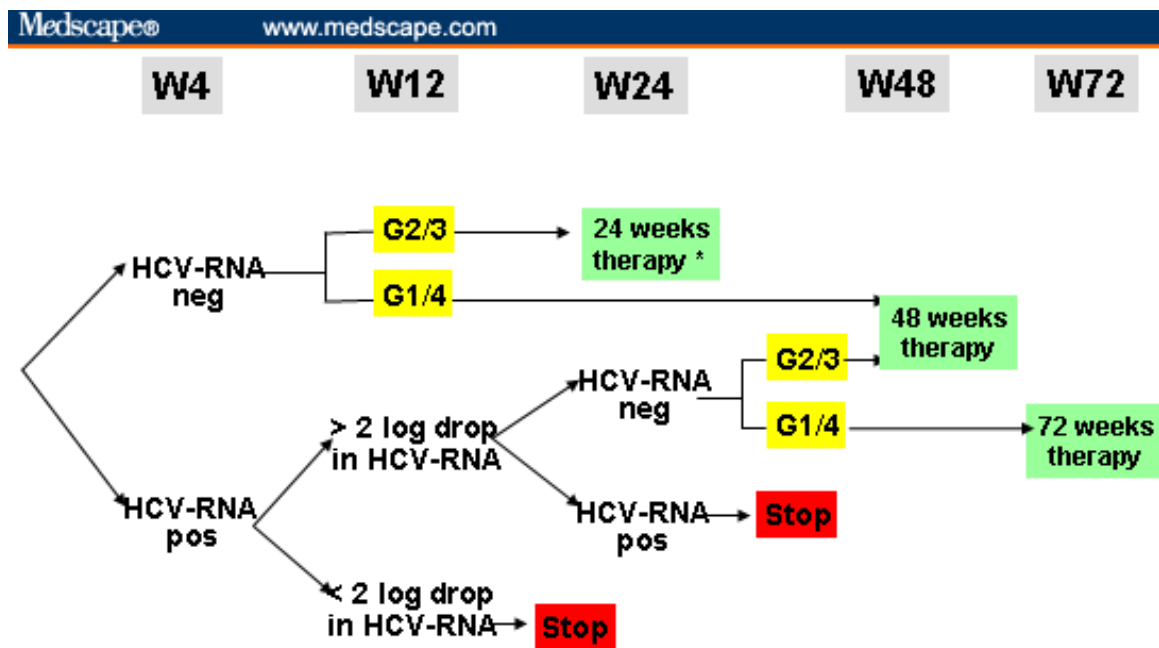 Medscape® www.medscape.com
W4 W12 W24 W48 W72
G2/3
24 weeks
therapy *
HCV-RNA
neg
G1/4
48 weeks
therapy
G2/3
HCV-RNA
neg
G1/4
72 weeks
therapy
> 2 log drop
in HCV-RNA
HCV-RNA
pos
HCV-RNA
pos
Stop
< 2 log drop
in HCV-RNA
Stop